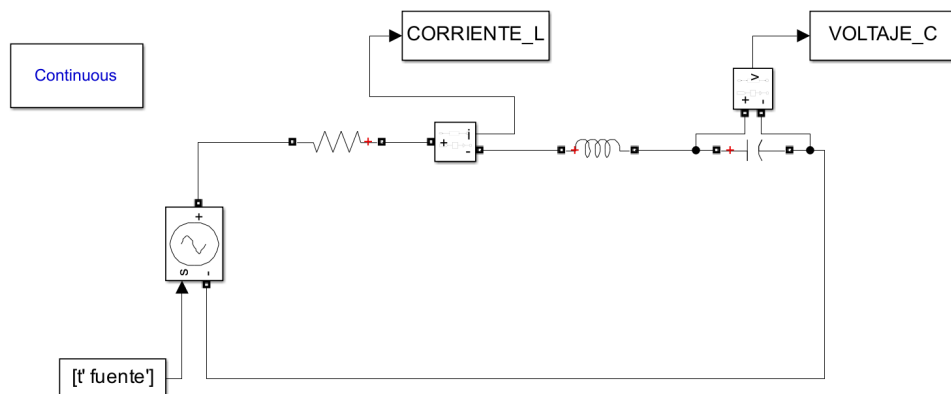 CORRIENTE_L
VOLTAJE_C
Continuous
v
+ -
i
+
-
+
+
+
+
s -
[t' fuente']